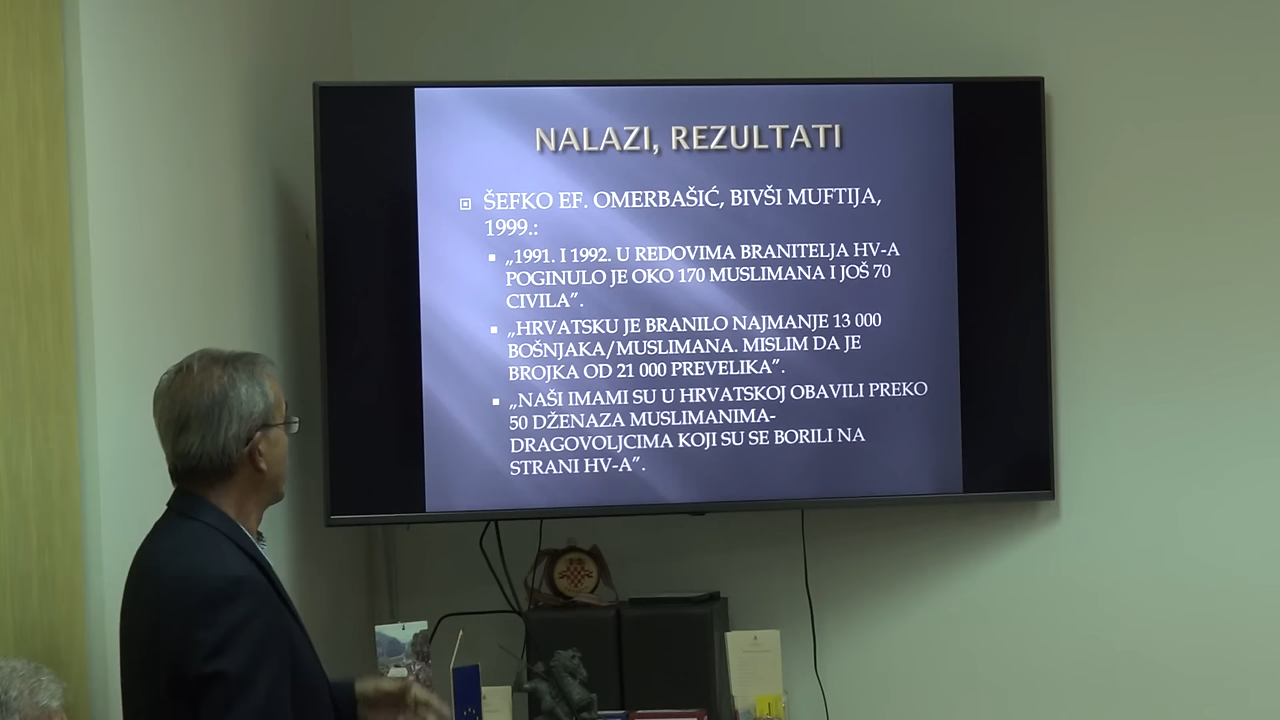 NALAZI, REZULTATI
ŠEFKO EF. OMERBAŠIĆ, BIVŠI MUFTIJA,
1999.:
„1991. I 1992. U REDOVIMA BRANITELJA HV-A
POGINULO JE OKO 170 MUSLIMANA I JOŠ 70
CIVILA”.
„HRVATSKU JE BRANILO NAJMANJE 13 000
BOŠNJAKA/MUSLIMANA. MISLIM DA JE
BROJKA OD 21 000 PREVELIKA”.
„NAŠI IMAMI SU U HRVATSKOJ OBAVILI PREKO
50 DŽENAZA MUSLIMANIMA-
DRAGOVOLJCIMA KOJI SU SE BORILI NA
STRANI HV-A”.